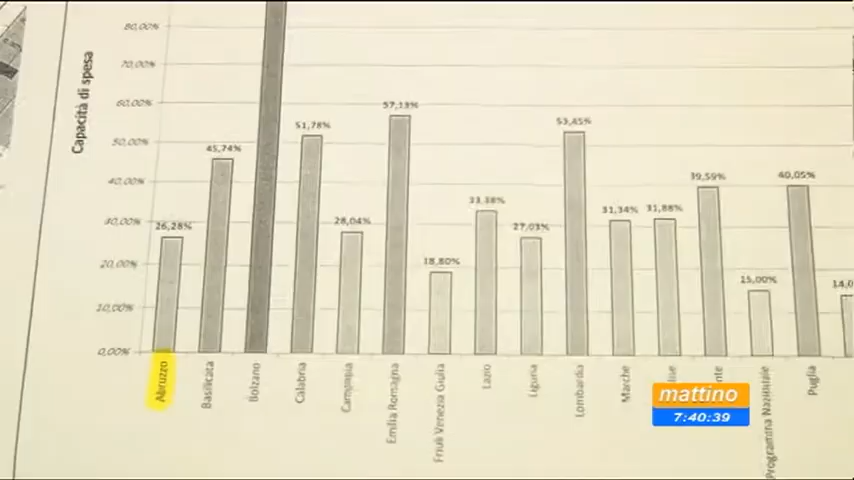 Capacità di spesa
80,00%
70,00%
60,00%
50,00%
40,00%
30,00%
20,00%
10,00%
0,00%
26,28%
45,74%
51,78%
28,04%
57,13%
18,80%
33,38%
27,03%
53,45%
31,34%
31,88%
39,59%
15,00%
40,05%
14,0
Abruzzo
Basilicata
Bolzano
Calabria
Campania
Emilia Romagna
Friuli Venezia Giulia
Lazio
Liguria
Lombardia
Marche
Programma Nazionale
Puglia
mattino
7:40:39